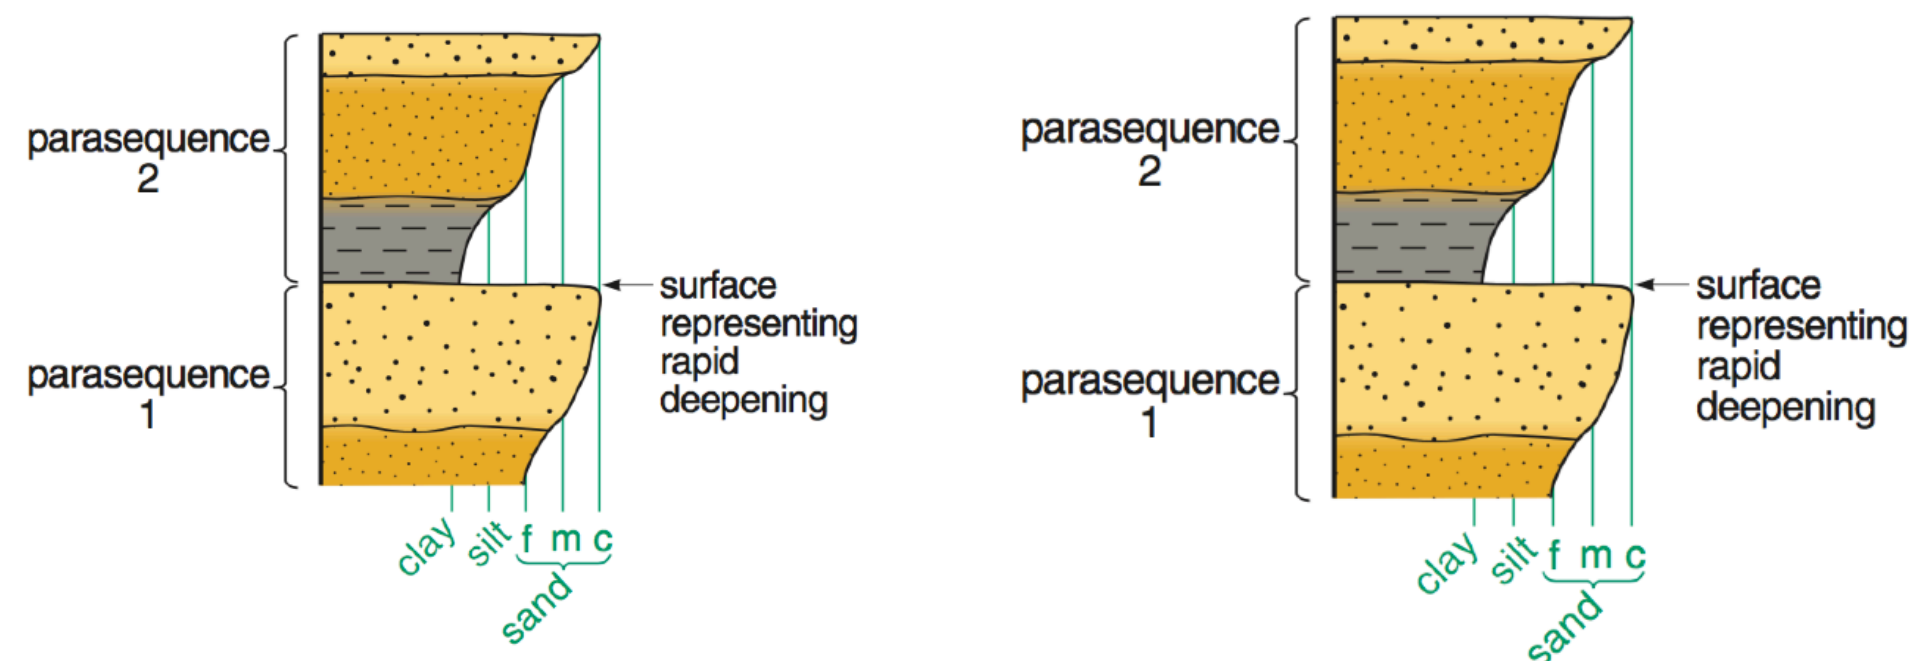 parasequence
2
surface
representing
rapid
deepening
parasequence
1
clay silt f m c
sand
parasequence
2
surface
representing
rapid
deepening
parasequence
1
clay silt f m c
sand